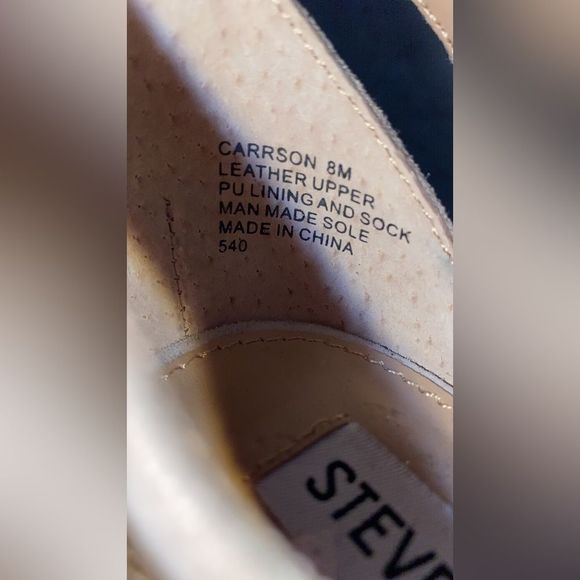 CARRSON 8M
LEATHER UPPER
PU LINING AND SOCK
MAN MADE SOLE
MADE IN CHINA
540
STEVE